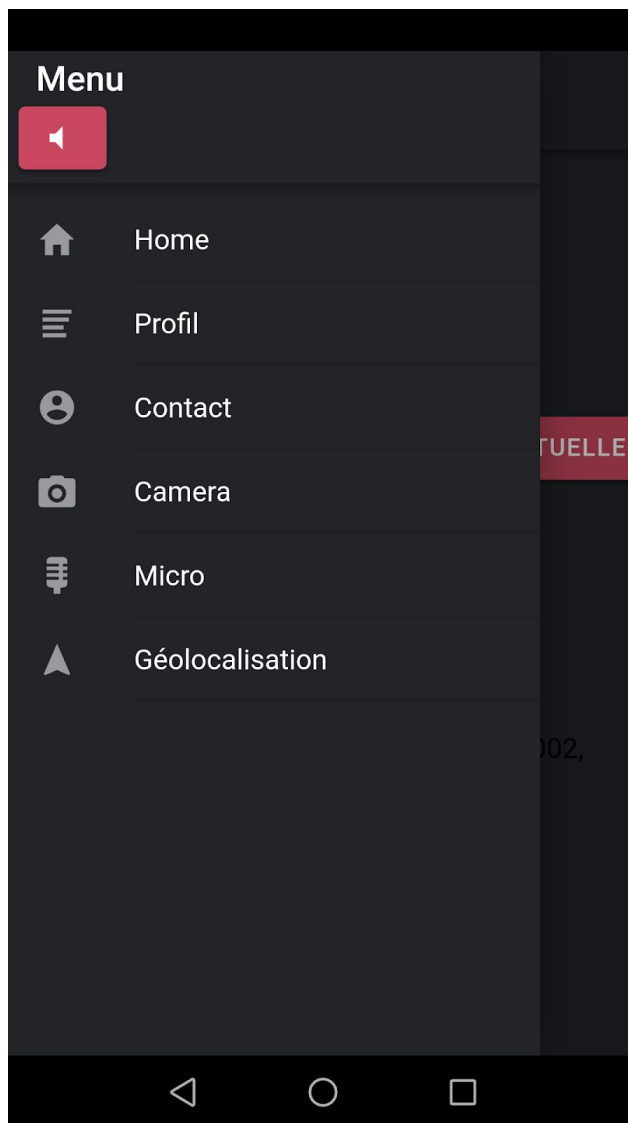 Menu
Home
Profil
Contact
TUELLE
Camera
Micro
Géolocalisation
002,